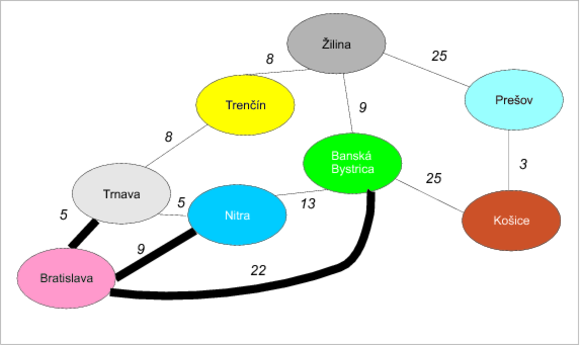 Žilina
8
25
Trenčín
Prešov
9
8
Banská
Bystrica
3
Trnava
25
5
Nitra
13
Košice
5
9
22
Bratislava